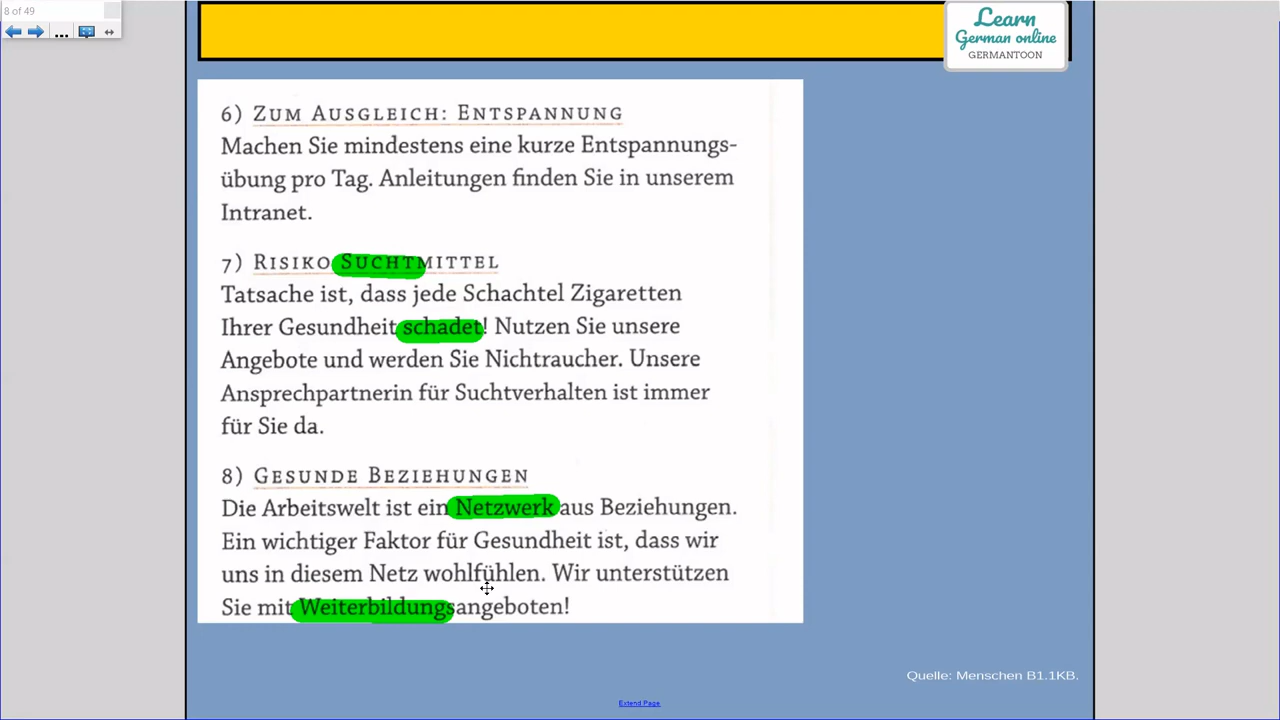 8 of 49
Learn
German online
GERMANTOON
6) ZUM AUSGLEICH: ENTSPANNUNG
Machen Sie mindestens eine kurze Entspannungs-
übung pro Tag. Anleitungen finden Sie in unserem
Intranet.
7) RISIKO SUCHTMITTEL
Tatsache ist, dass jede Schachtel Zigaretten
Ihrer Gesundheit schadet! Nutzen Sie unsere
Angebote und werden Sie Nichtraucher. Unsere
Ansprechpartnerin für Suchtverhalten ist immer
für Sie da.
8) GESUNDE BEZIEHUNGEN
Die Arbeitswelt ist ein Netzwerk aus Beziehungen.
Ein wichtiger Faktor für Gesundheit ist, dass wir
uns in diesem Netz wohlfühlen. Wir unterstützen
Sie mit Weiterbildungsangeboten!
Quelle: Menschen B1.1KB.
Extend Page